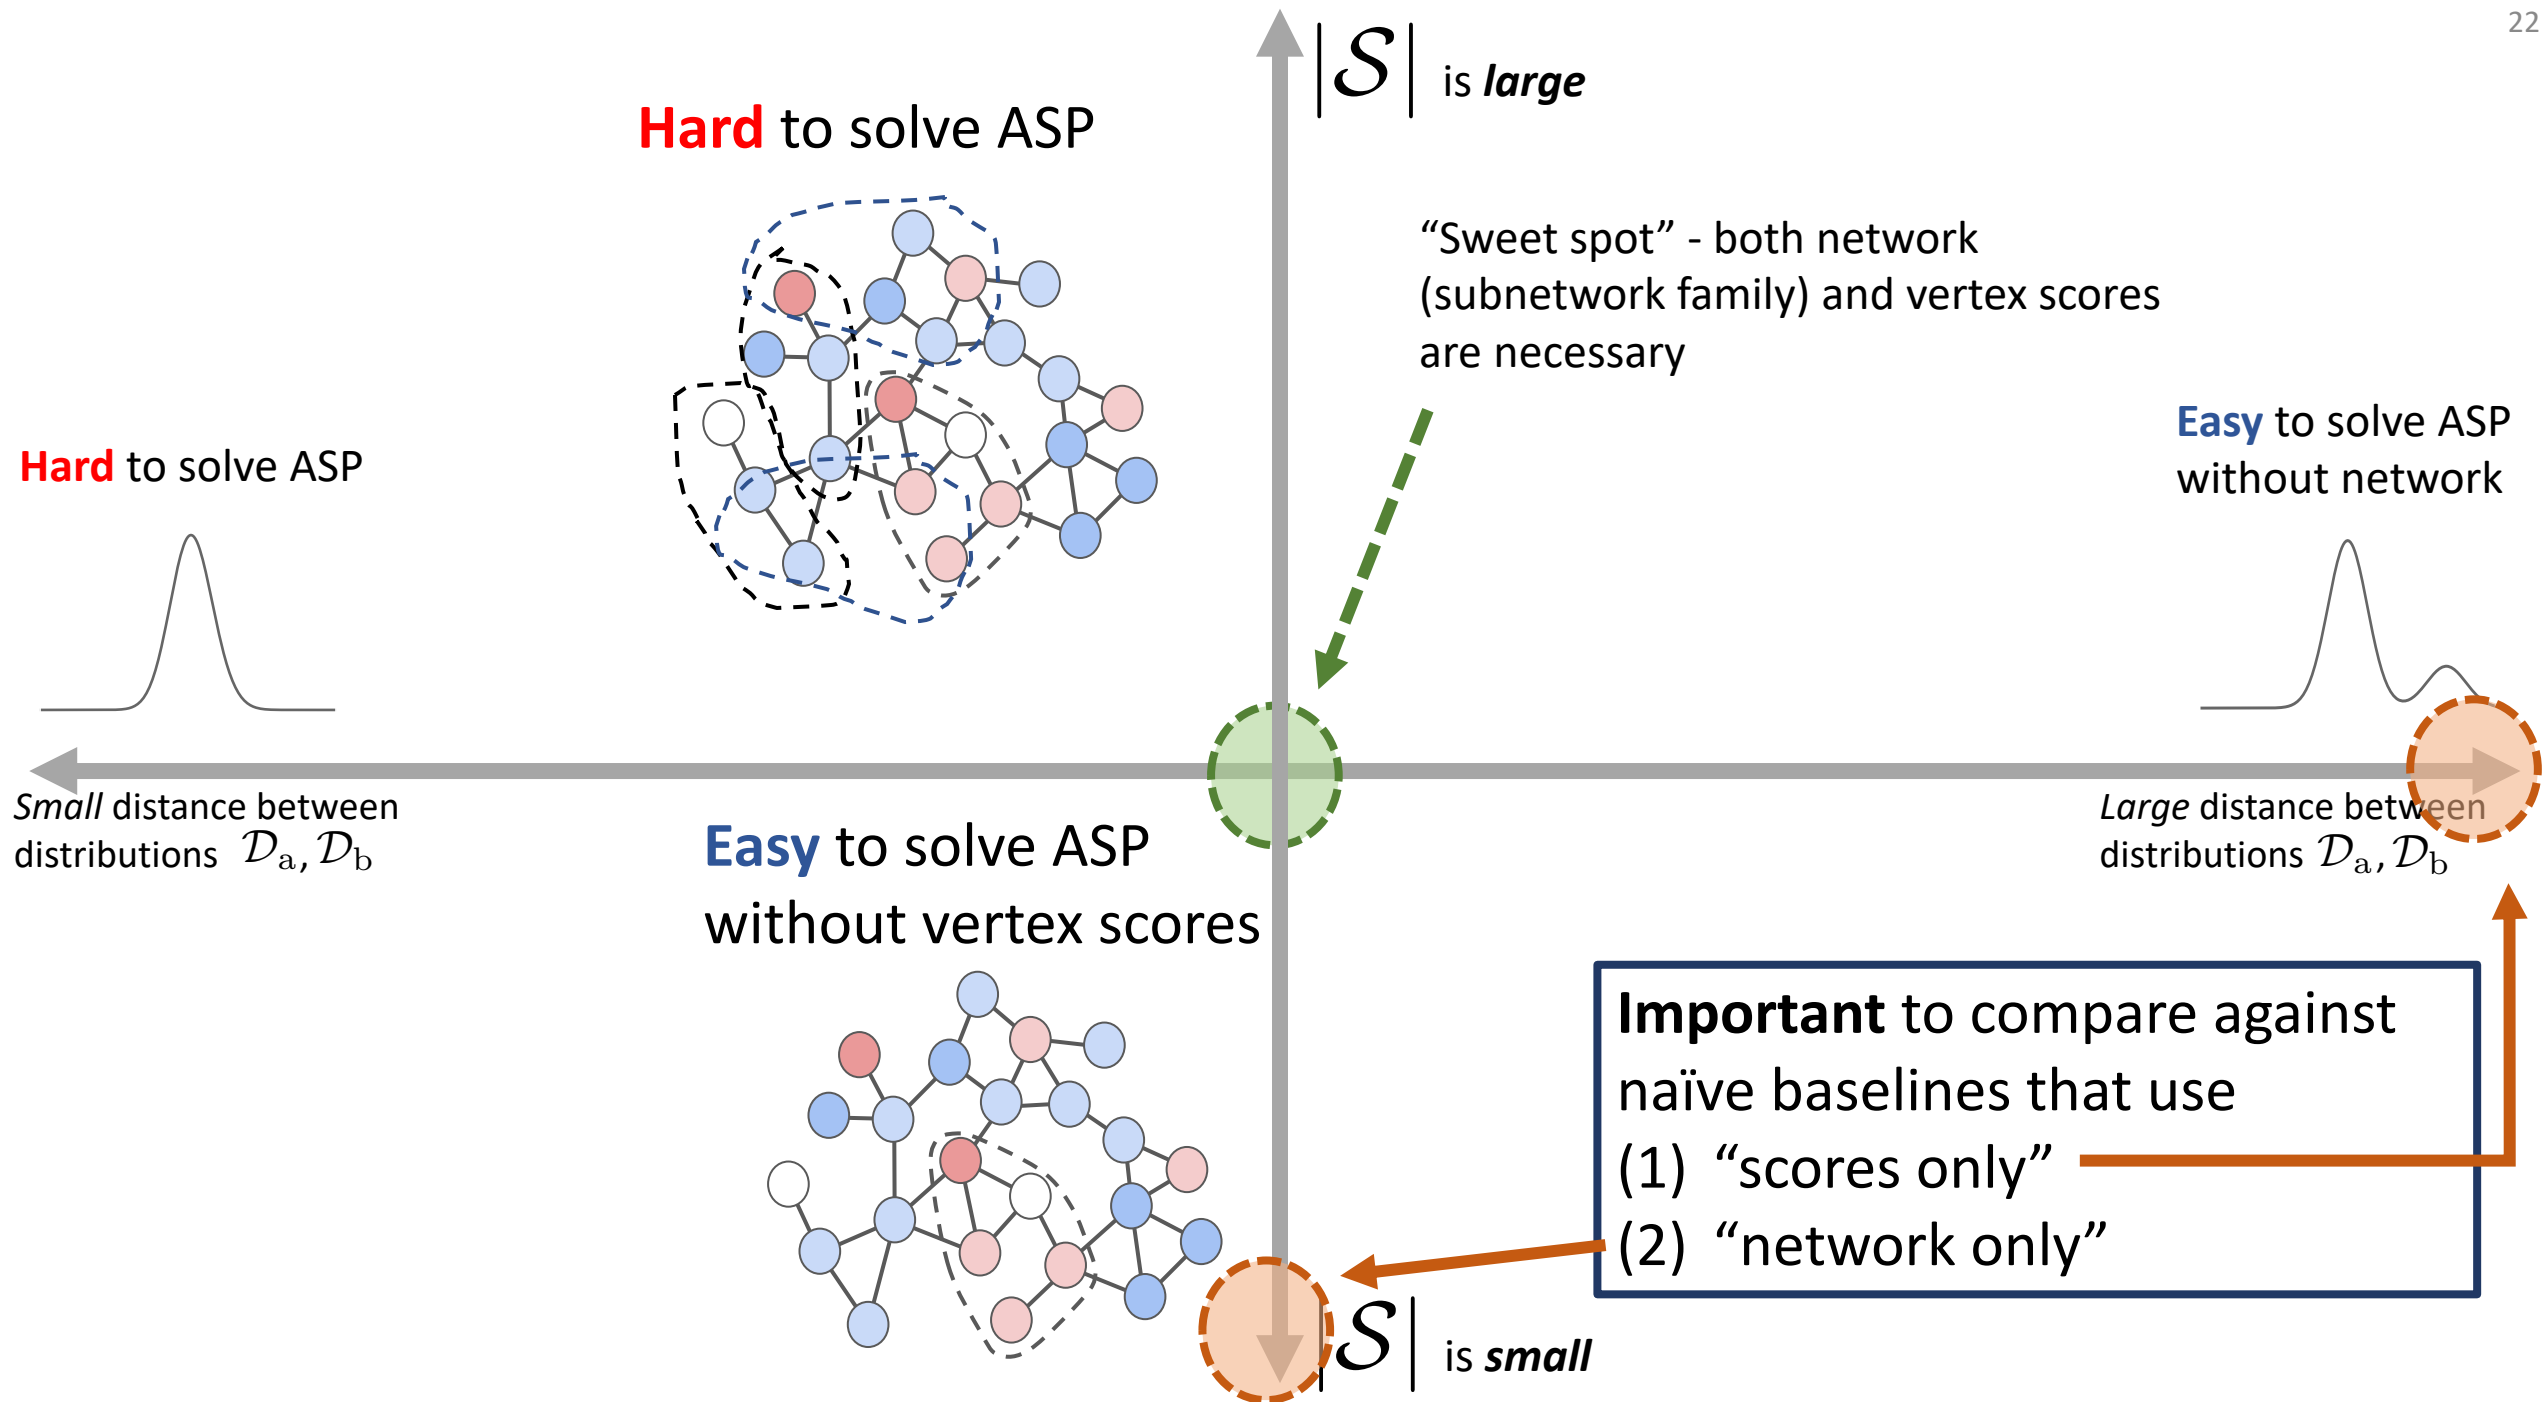 22
|𝒮| is large
Hard to solve ASP
“Sweet spot” - both network
(subnetwork family) and vertex scores
are necessary
Hard to solve ASP
Easy to solve ASP
without network
Small distance between
distributions 𝒟a, 𝒟b
Large distance between
distributions 𝒟a, 𝒟b
Easy to solve ASP
without vertex scores
Important to compare against
naïve baselines that use
(1) “scores only”
(2) “network only”
|𝒮| is small